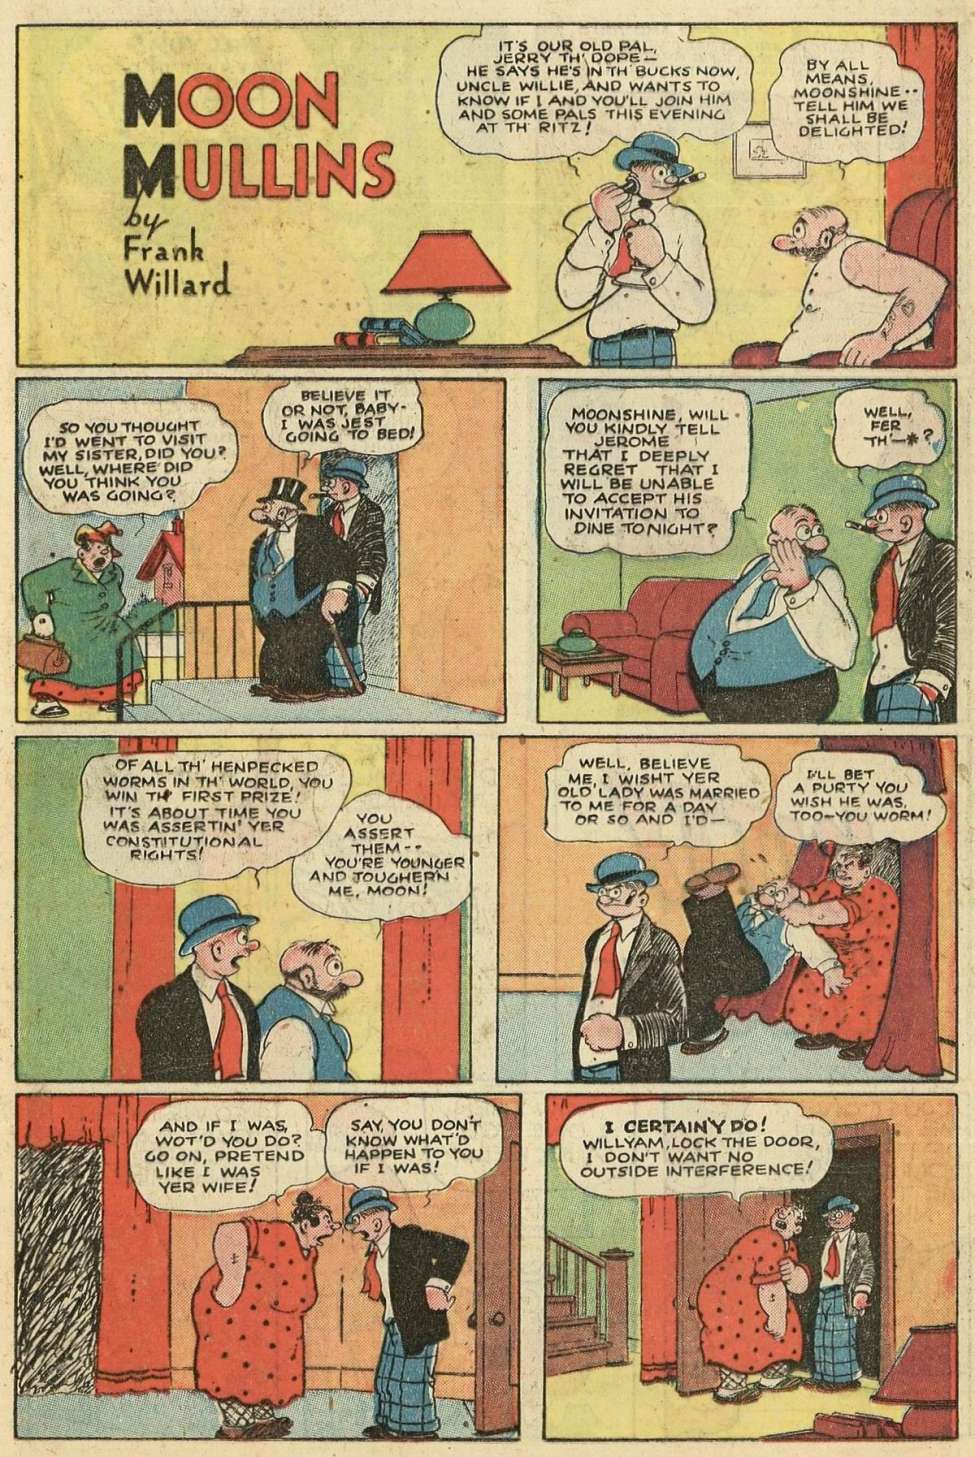 MOON
MULLINS
by
Frank
Willard
IT'S OUR OLD PAL,
JERRY TH' DOPE—
HE SAYS HE'S IN TH' BUCKS NOW,
UNCLE WILLIE, AND WANTS TO
KNOW IF I AND YOU'LL JOIN HIM
AND SOME PALS THIS EVENING
AT TH' RITZ!
BY ALL
MEANS,
MOONSHINE--
TELL HIM WE
SHALL BE
DELIGHTED!
SO YOU THOUGHT
I'D WENT TO VISIT
MY SISTER, DID YOU?
WELL, WHERE DID
YOU THINK YOU
WAS GOING?
BELIEVE IT
OR NOT, BABY-
I WAS JEST
GOING TO BED!
MOONSHINE, WILL
YOU KINDLY TELL
JEROME
THAT I DEEPLY
REGRET THAT I
WILL BE UNABLE
TO ACCEPT HIS
INVITATION TO
DINE TONIGHT?
WELL,
FER
TH'—*?
OF ALL TH' HENPECKED
WORMS IN TH' WORLD, YOU
WIN TH' FIRST PRIZE!
IT'S ABOUT TIME YOU
WAS ASSERTIN' YER
CONSTITUTIONAL
RIGHTS!
YOU
ASSERT
THEM--
YOU'RE YOUNGER
AND TOUGHER'N
ME, MOON!
WELL, BELIEVE
ME, I WISHT YER
OLD LADY WAS MARRIED
TO ME FOR A DAY
OR SO AND I'D—
I'LL BET
A PURTY YOU
WISH HE WAS,
TOO-YOU WORM!
AND IF I WAS,
WOT'D YOU DO?
GO ON, PRETEND
LIKE I WAS
YER WIFE!
SAY, YOU DON'T
KNOW WHAT'D
HAPPEN TO YOU
IF I WAS!
I CERTAIN'Y DO!
WILLYAM, LOCK THE DOOR,
I DON'T WANT NO
OUTSIDE INTERFERENCE!